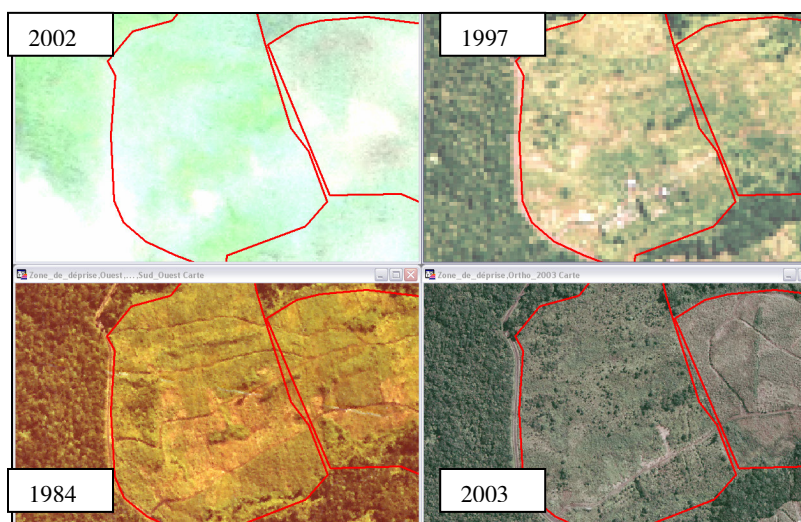 2002
1997
Zone_de_déprise,Ouest,...,Sud_Ouest Carte
Zone_de_déprise,Ortho_2003 Carte
1984
2003